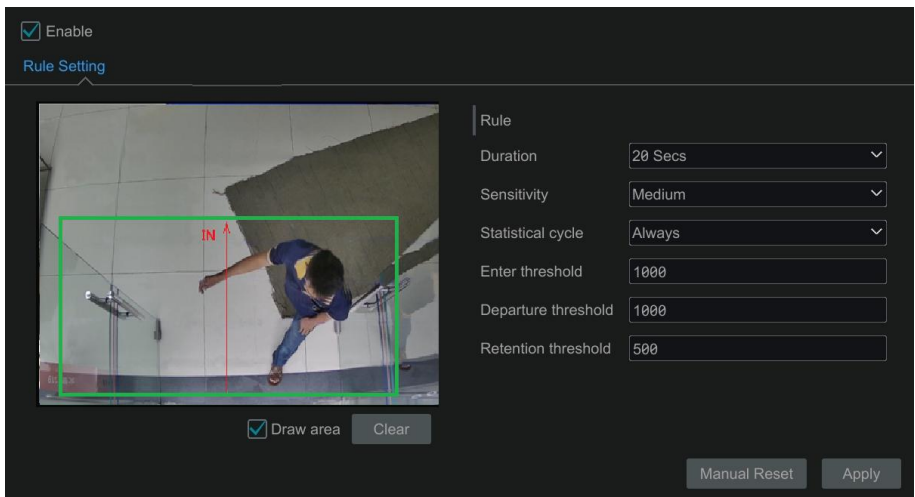 Enable
Rule Setting
IN
Rule
Duration 20 Secs
Sensitivity Medium
Statistical cycle Always
Enter threshold 1000
Departure threshold 1000
Retention threshold 500
Draw area Clear
Manual Reset Apply